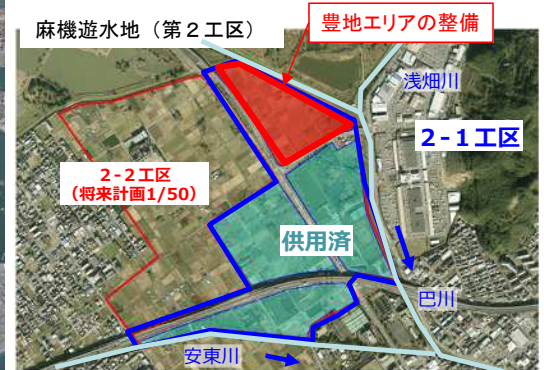 麻機遊水地（第２工区）
豊地エリアの整備
浅畑川
2-1工区
2-2工区
(将来計画1/50)
供用済
巴川
安東川